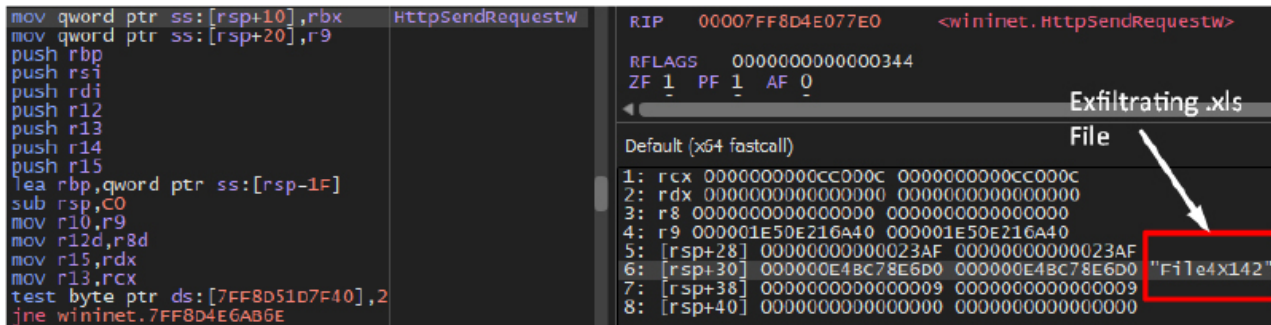 mov qword ptr ss:[rsp+10],rbx HttpSendRequestW
mov qword ptr ss:[rsp+20],r9
push rbp
push rsi
push rdi
push r12
push r13
push r14
push r15
lea rbp,qword ptr ss:[rsp-1F]
sub rsp,C0
mov r10,r9
mov r12d,r8d
mov r15,rdx
mov r13,rcx
test byte ptr ds:[7FF8D51D7F40],2
jne wininet.7FF8D4E6AB6E
RIP 00007FF8D4E077E0 <wininet.HttpSendRequestW>
RFLAGS 0000000000000344
ZF 1 PF 1 AF 0
Exfiltrating .xls
File
Default (x64 fastcall)
1: rcx 0000000000CC000C 0000000000CC000C
2: rdx 0000000000000000 0000000000000000
3: r8 0000000000000000 0000000000000000
4: r9 000001E50E216A40 000001E50E216A40
5: [rsp+28] 00000000000023AF 00000000000023AF
6: [rsp+30] 000000E4BC78E6D0 000000E4BC78E6D0 "File4X142"
7: [rsp+38] 0000000000000009 0000000000000009
8: [rsp+40] 0000000000000000 0000000000000000